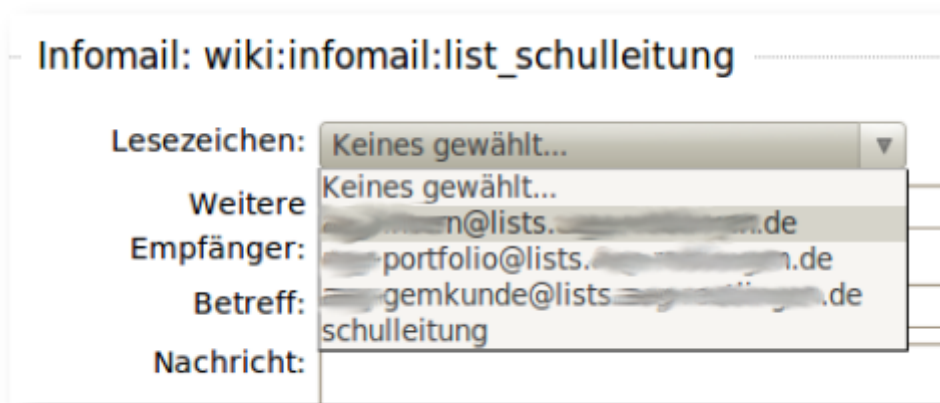 Infomail: wiki:infomail:list_schulleitung
Lesezeichen: Keines gewählt...
Keines gewählt...
Weitere
Empfänger:
n@lists. .de
-portfolio@lists. n.de
Betreff:
-gemkunde@lists .de
schulleitung
Nachricht: